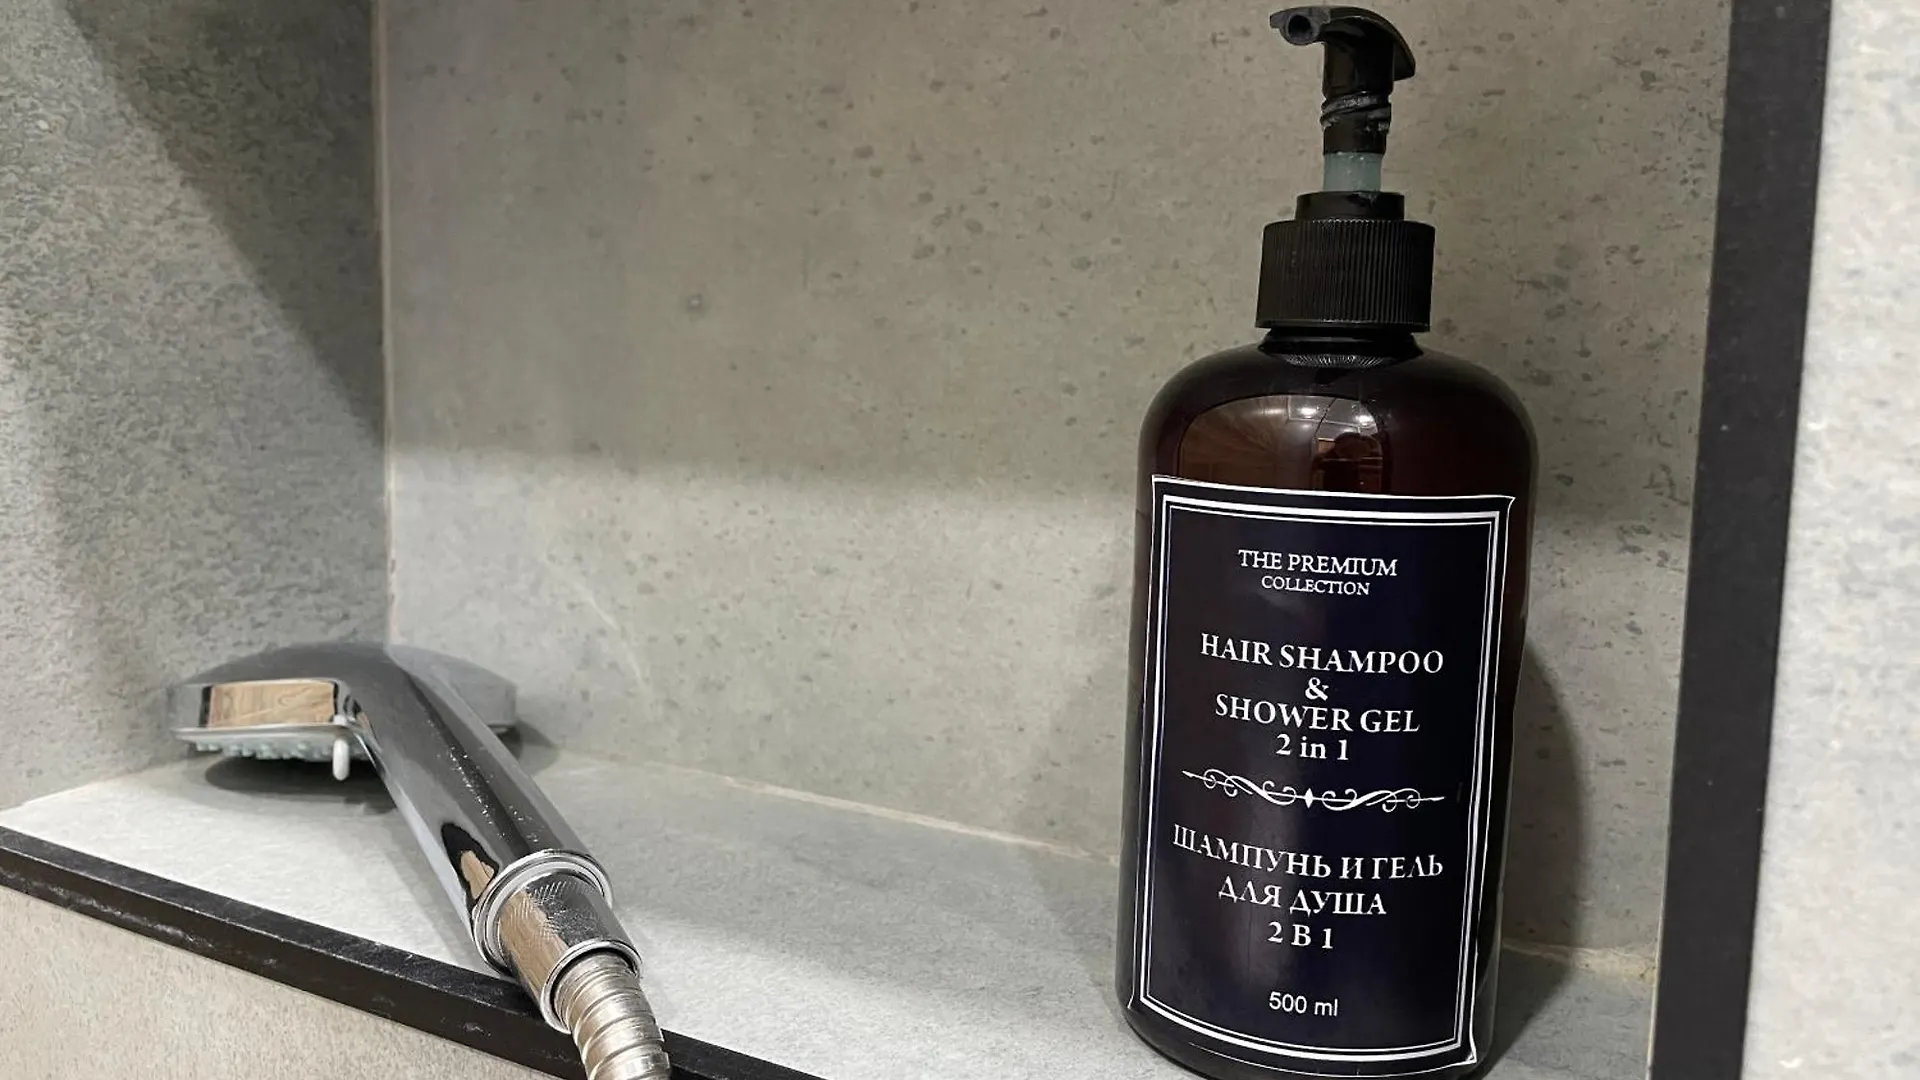 THE PREMIUM
COLLECTION
HAIR SHAMPOO
&
SHOWER GEL
2 in 1
ШАМПУНЬ И ГЕЛЬ
ДЛЯ ДУША
2 В 1
500 ml